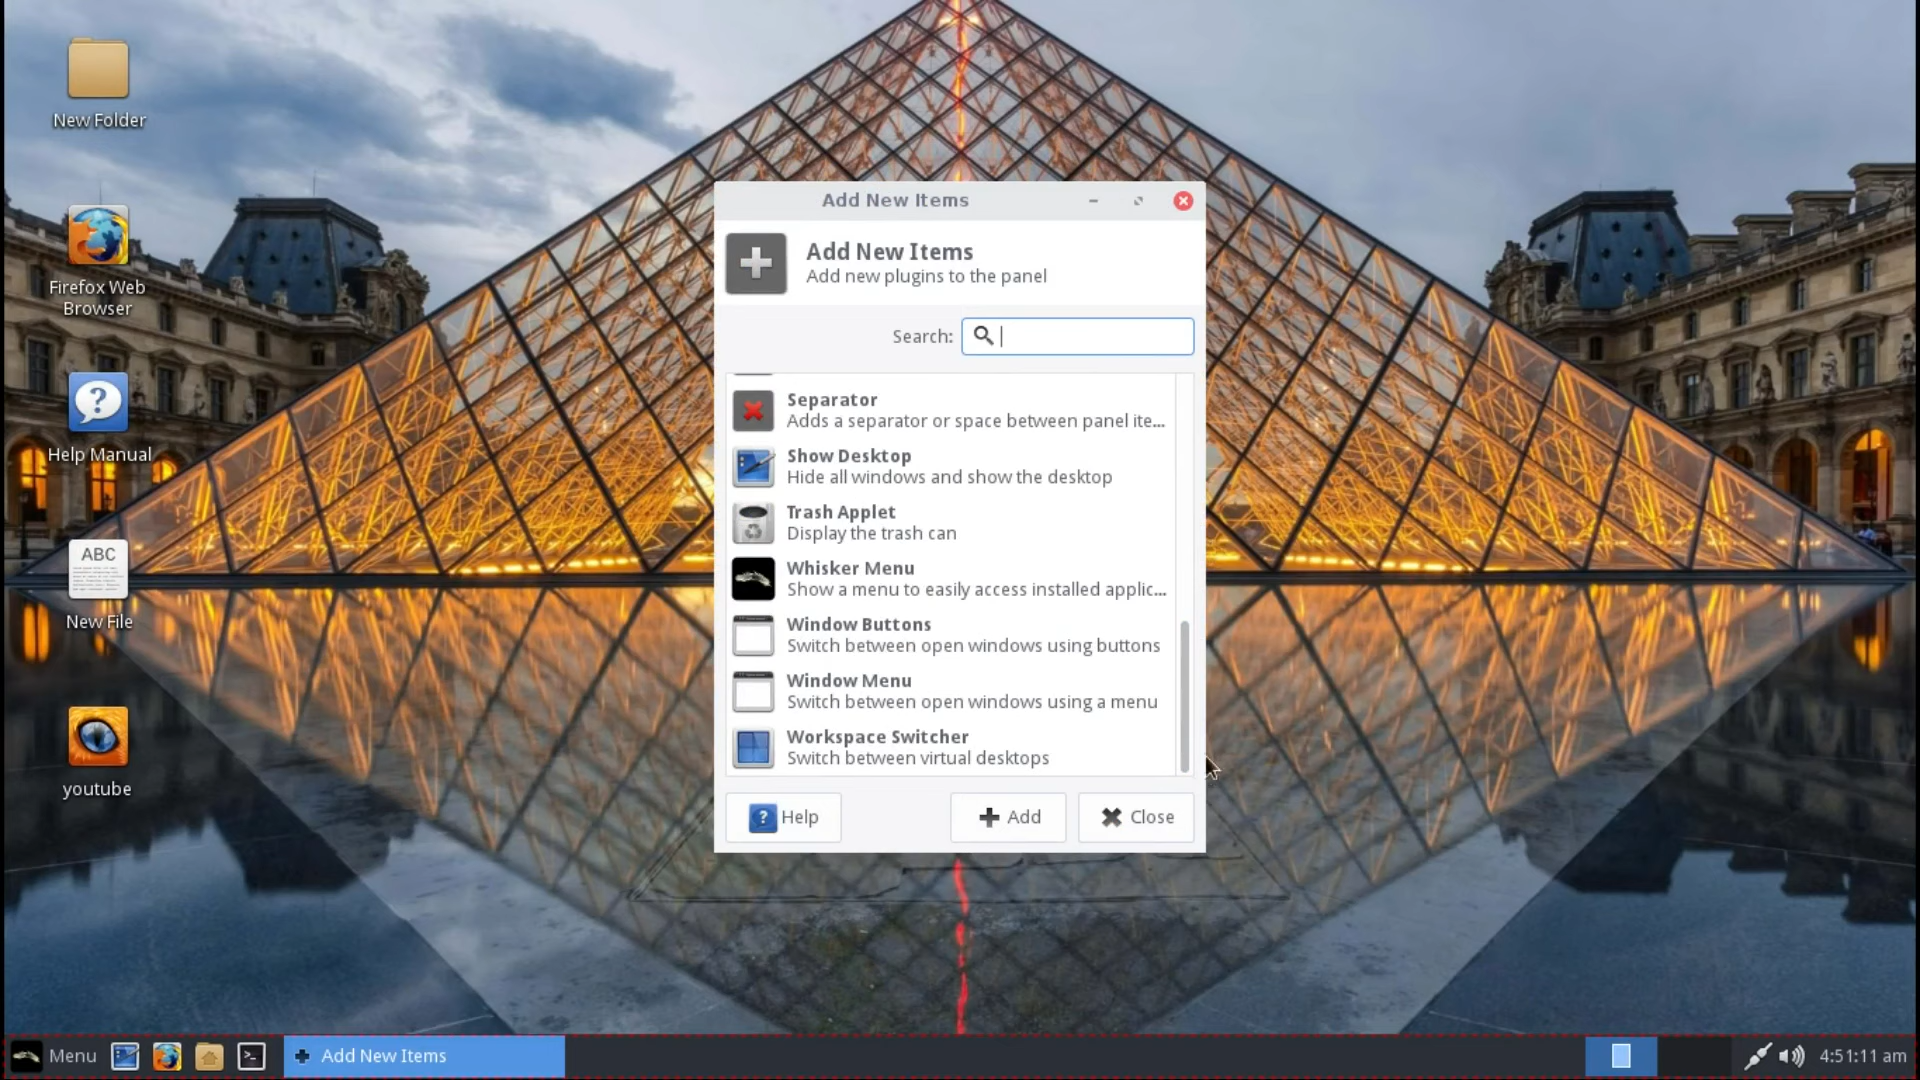 New Folder
Firefox Web
Browser
Help Manual
ABC
New File
youtube
Add New Items
Add New Items
Add new plugins to the panel
Search:
Separator
Adds a separator or space between panel ite...
Show Desktop
Hide all windows and show the desktop
Trash Applet
Display the trash can
Whisker Menu
Show a menu to easily access installed applic...
Window Buttons
Switch between open windows using buttons
Window Menu
Switch between open windows using a menu
Workspace Switcher
Switch between virtual desktops
Help
Add
Close
Menu
Add New Items
4:51:11 am